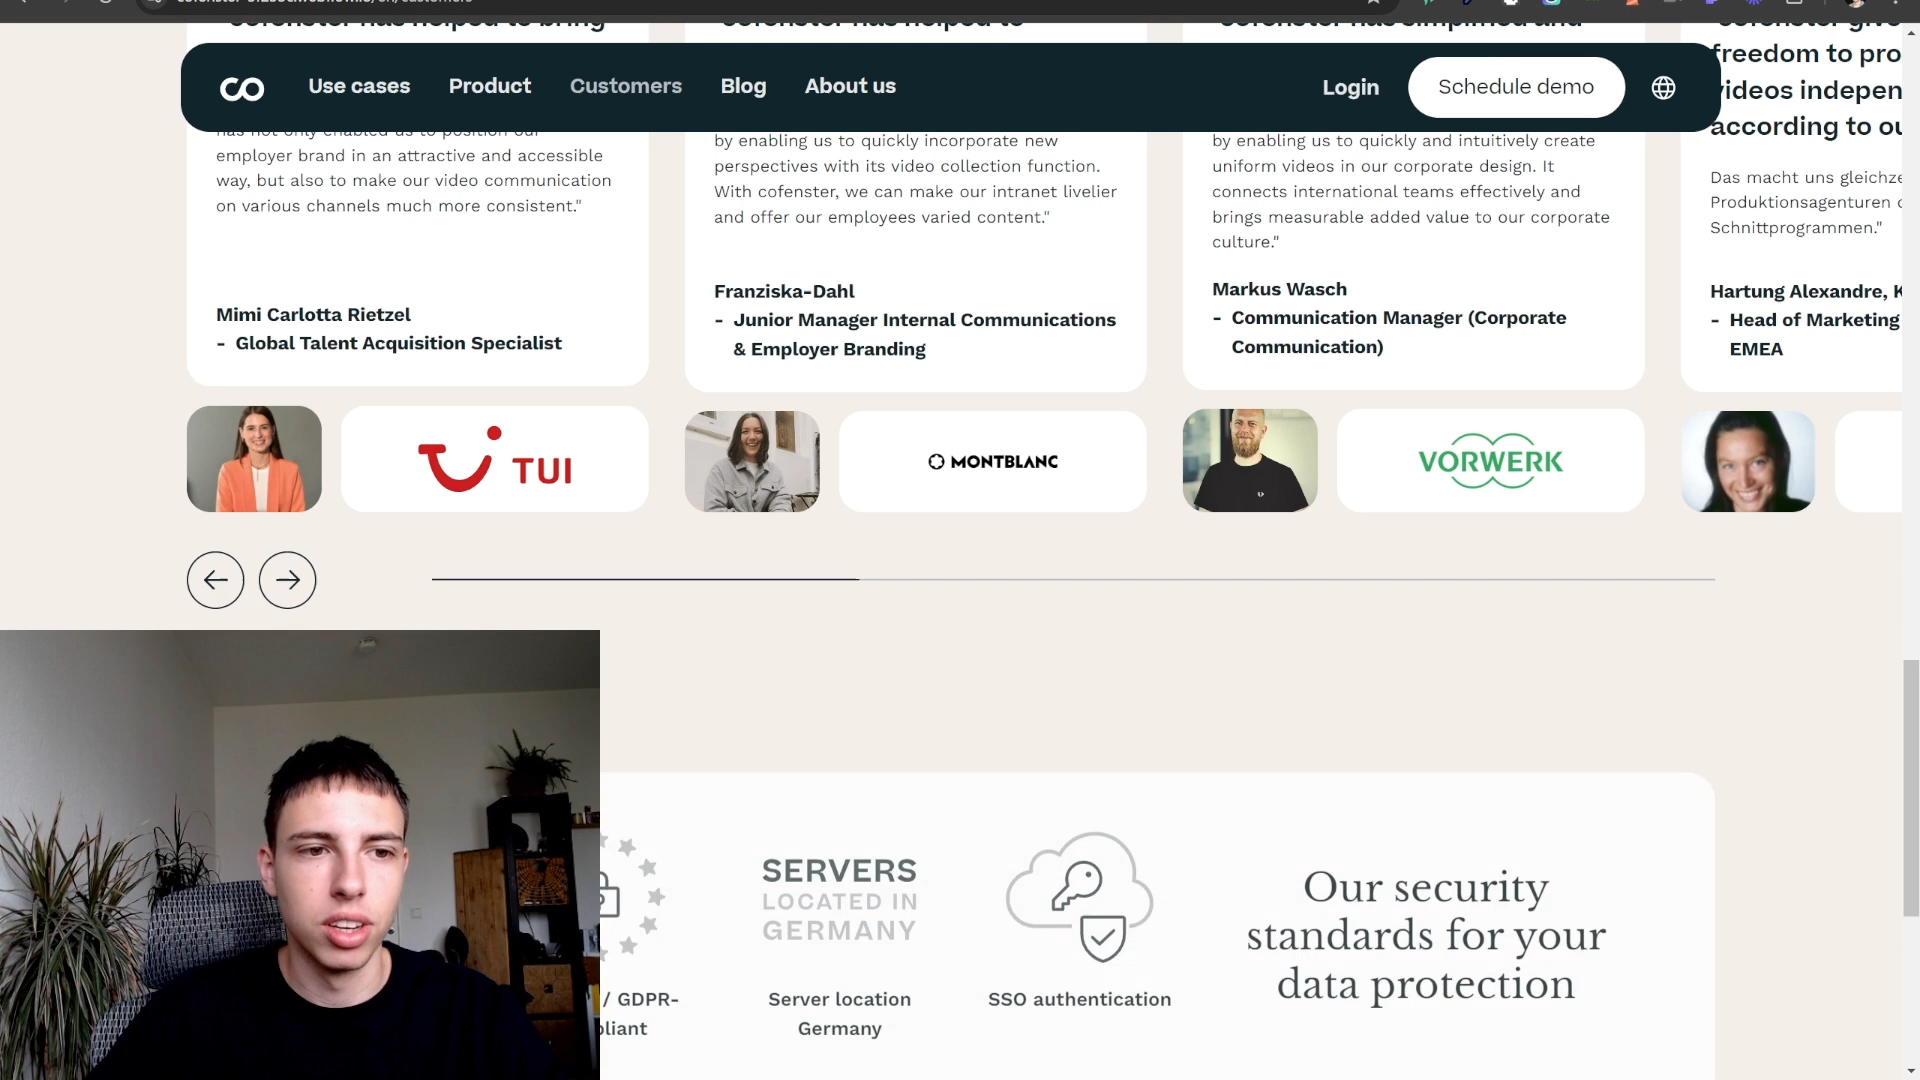 Use cases
Product
Customers
Blog
About us
Login
Schedule demo
employer brand in an attractive and accessible
way, but also to make our video communication
on various channels much more consistent."
Mimi Carlotta Rietzel
- Global Talent Acquisition Specialist
TUI
by enabling us to quickly incorporate new
perspectives with its video collection function.
With cofenster, we can make our intranet livelier
and offer our employees varied content."
Franziska-Dahl
- Junior Manager Internal Communications
& Employer Branding
MONTBLANC
by enabling us to quickly and intuitively create
uniform videos in our corporate design. It
connects international teams effectively and
brings measurable added value to our corporate
culture."
Markus Wasch
- Communication Manager (Corporate
Communication)
VORWERK
freedom to pro
videos indepen
according to ou
Das macht uns gleichze
Produktionsagenturen
Schnittprogrammen."
Hartung Alexandre, K
- Head of Marketing
EMEA
/ GDPR-
pliant
SERVERS
LOCATED IN
GERMANY
Server location
Germany
SSO authentication
Our security
standards for your
data protection